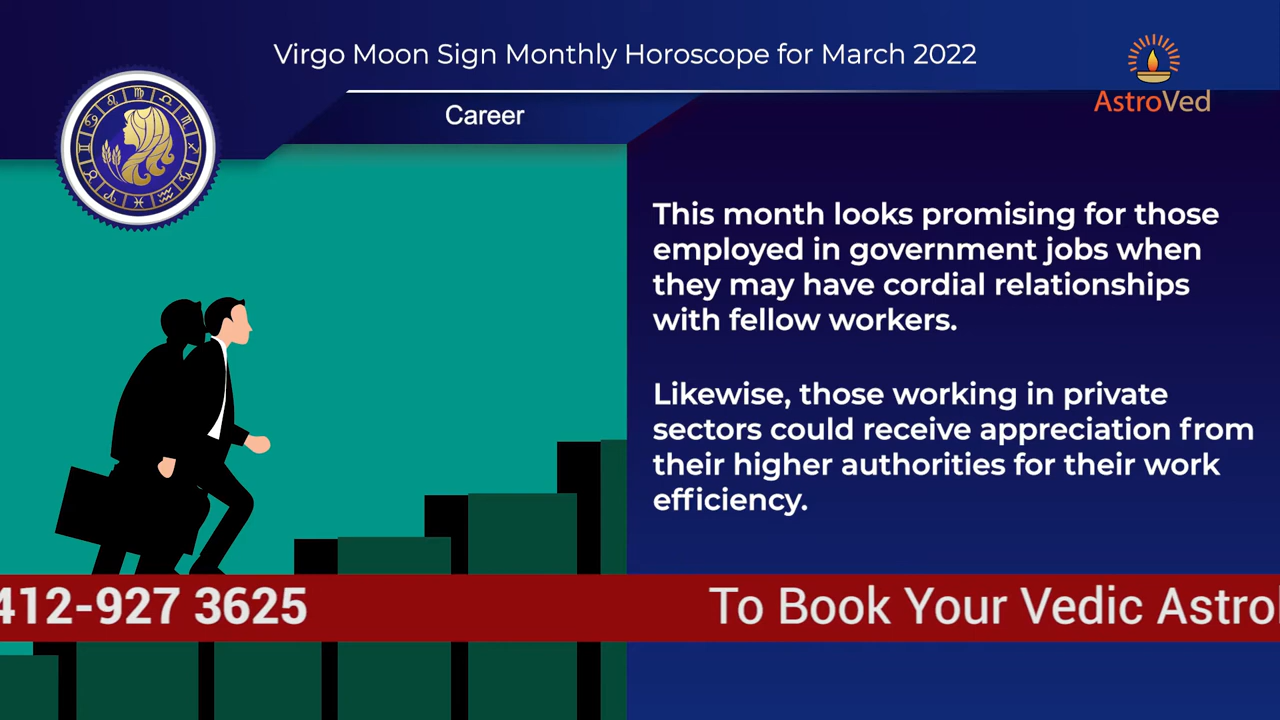 Virgo Moon Sign Monthly Horoscope for March 2022
AstroVed
Career
This month looks promising for those
employed in government jobs when
they may have cordial relationships
with fellow workers.
Likewise, those working in private
sectors could receive appreciation from
their higher authorities for their work
efficiency.
412-927 3625 To Book Your Vedic Astro